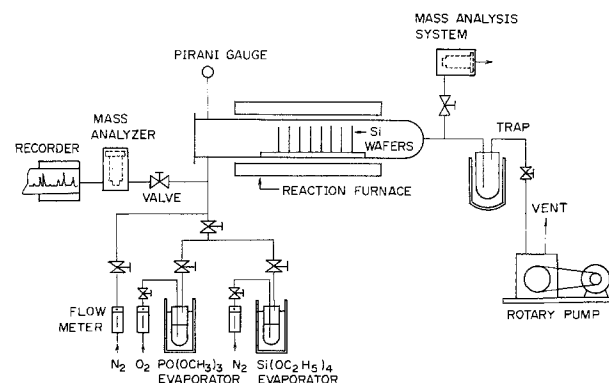 MASS ANALYSIS
SYSTEM
PIRANI GAUGE
MASS
ANALYZER
RECORDER
Si
WAFERS
TRAP
REACTION FURNACE
VALVE
VENT
FLOW
METER
ROTARY PUMP
N₂ O₂ PO(OCH₃)₃ N₂ Si(OC₂H₅)₄
EVAPORATOR EVAPORATOR